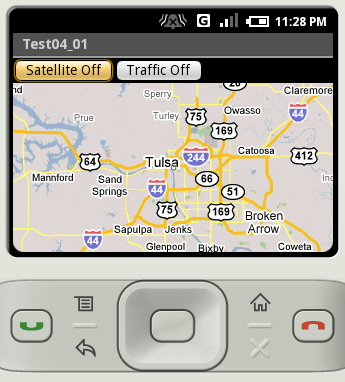 G 11:28 PM
Test04_01
Satellite Off Traffic Off
Sperry Claremore
Prue Turley 75 Owasso 44
169
Catoosa
64 Tulsa 244 412
Mannford Sand Springs 44 66
51
75 169 Broken Arrow
Sapulpa Jenks
44 Glenpool Bixby Coweta